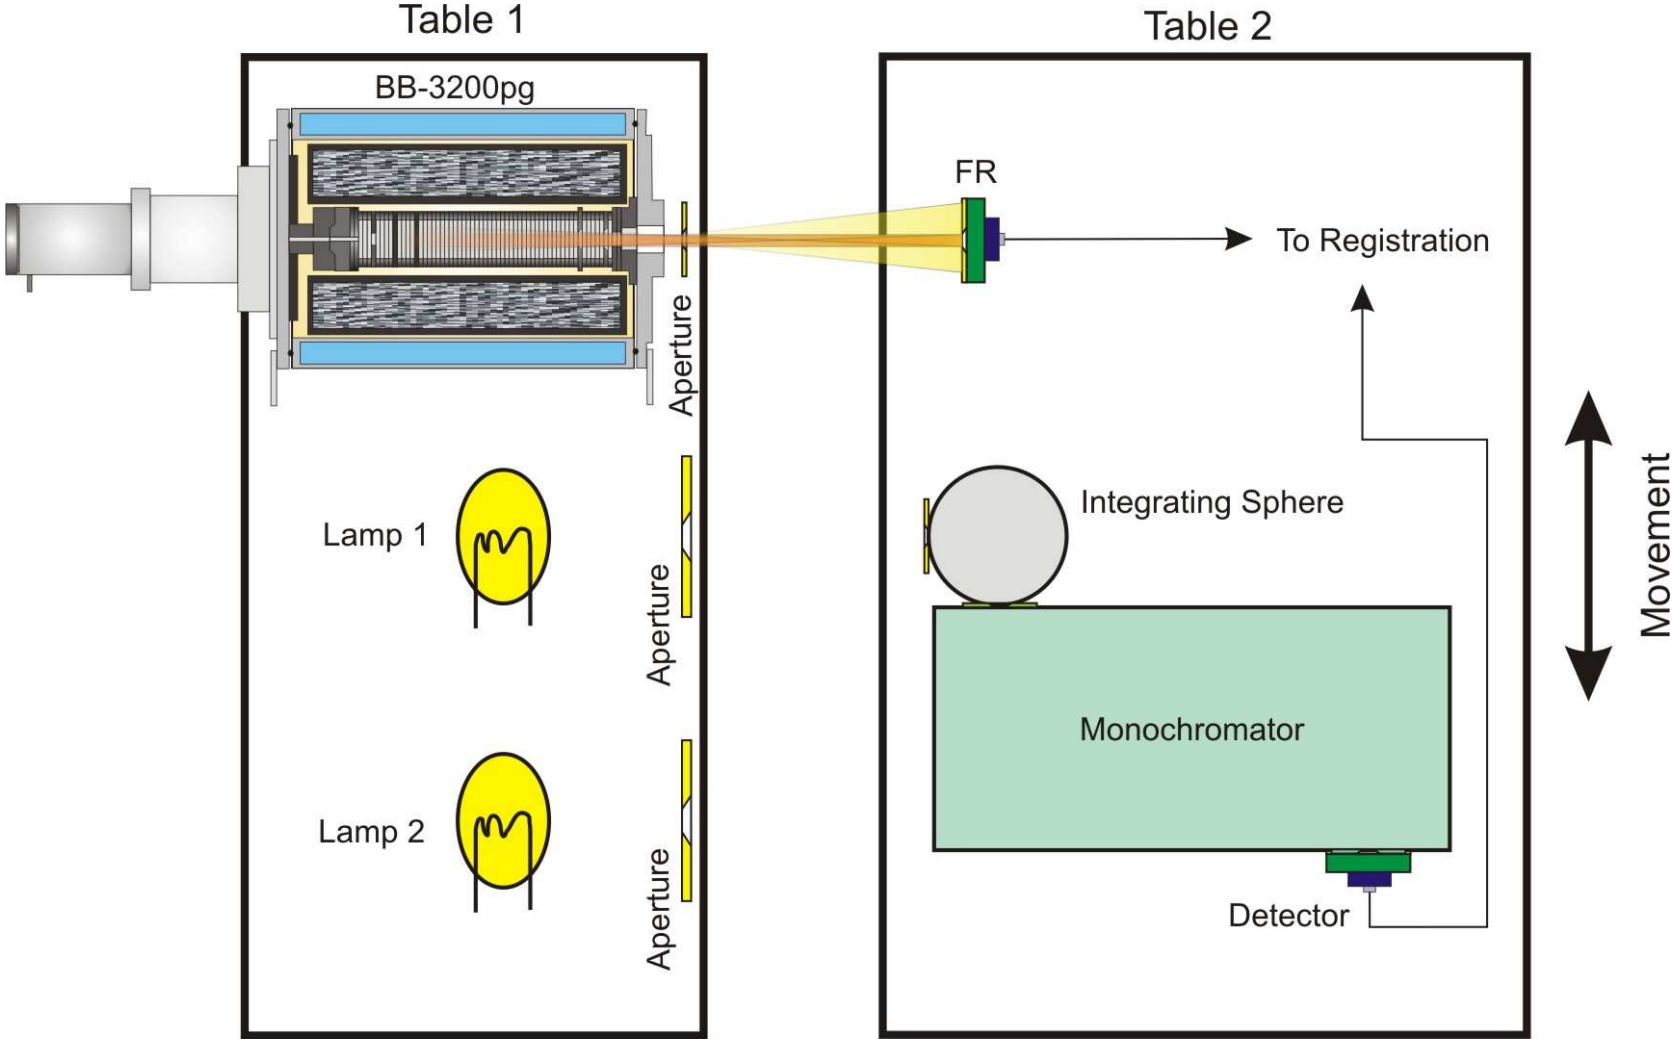 Table 1
Table 2
BB-3200pg
FR
To Registration
Aperture
Integrating Sphere
Lamp 1
Aperture
Movement
Monochromator
Lamp 2
Aperture
Detector